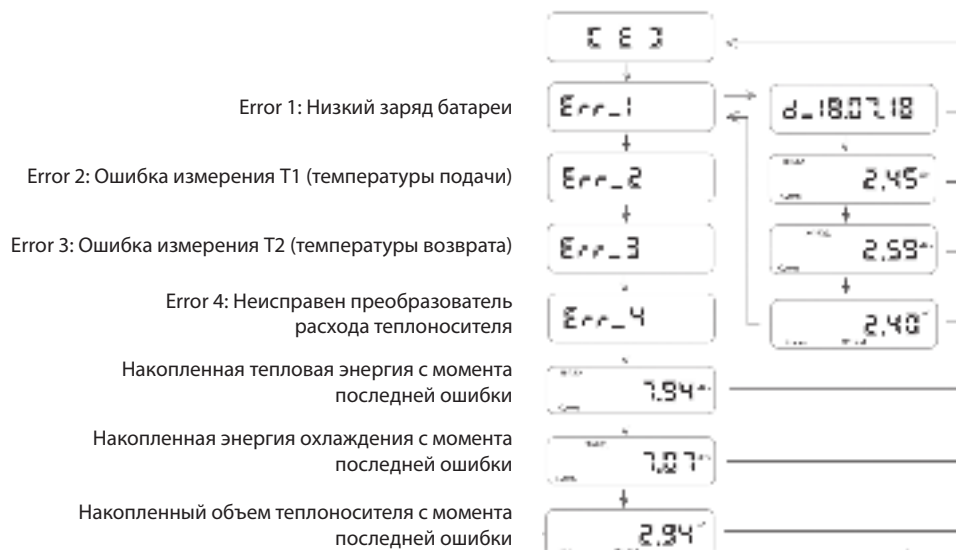 [ E ]
Error 1: Низкий заряд батареи
Err_1
d_18.07.18
Error 2: Ошибка измерения T1 (температуры подачи)
Err_2
2,45
Error 3: Ошибка измерения T2 (температуры возврата)
Err_3
2,59
Error 4: Неисправен преобразователь
расхода теплоносителя
Err_4
2,40
Накопленная тепловая энергия с момента
последней ошибки
7,94
Накопленная энергия охлаждения с момента
последней ошибки
7,07
Накопленный объем теплоносителя с момента
последней ошибки
2,94